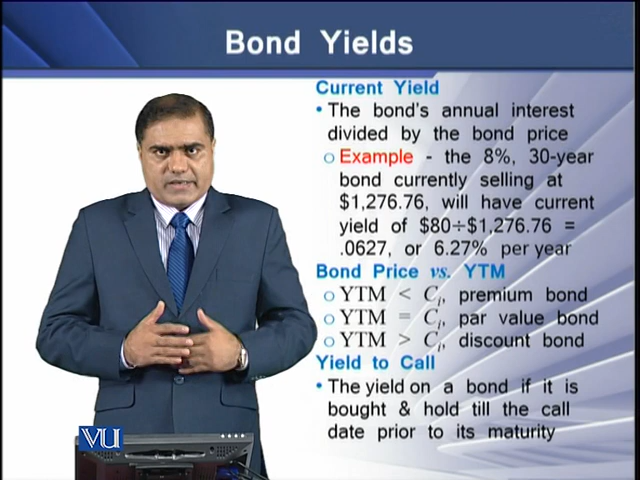 Bond Yields
Current Yield
• The bond's annual interest
divided by the bond price
o Example - the 8%, 30-year
bond currently selling at
$1,276.76, will have current
yield of $80÷$1,276.76 =
.0627, or 6.27% per year
Bond Price vs. YTM
o YTM < Ci, premium bond
o YTM = Ci, par value bond
o YTM > Ci, discount bond
Yield to Call
• The yield on a bond if it is
bought & hold till the call
date prior to its maturity
VU